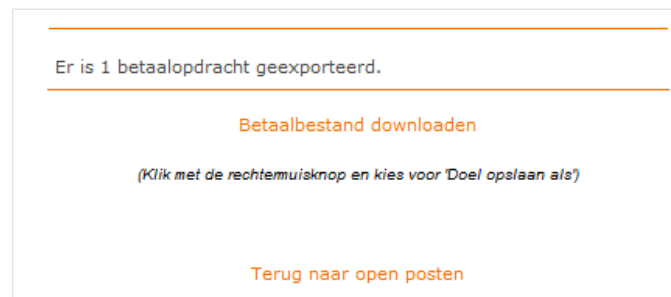 Er is 1 betaalopdracht geexporteerd.
Betaalbestand downloaden
(Klik met de rechtermuisknop en kies voor 'Doel opslaan als')
Terug naar open posten